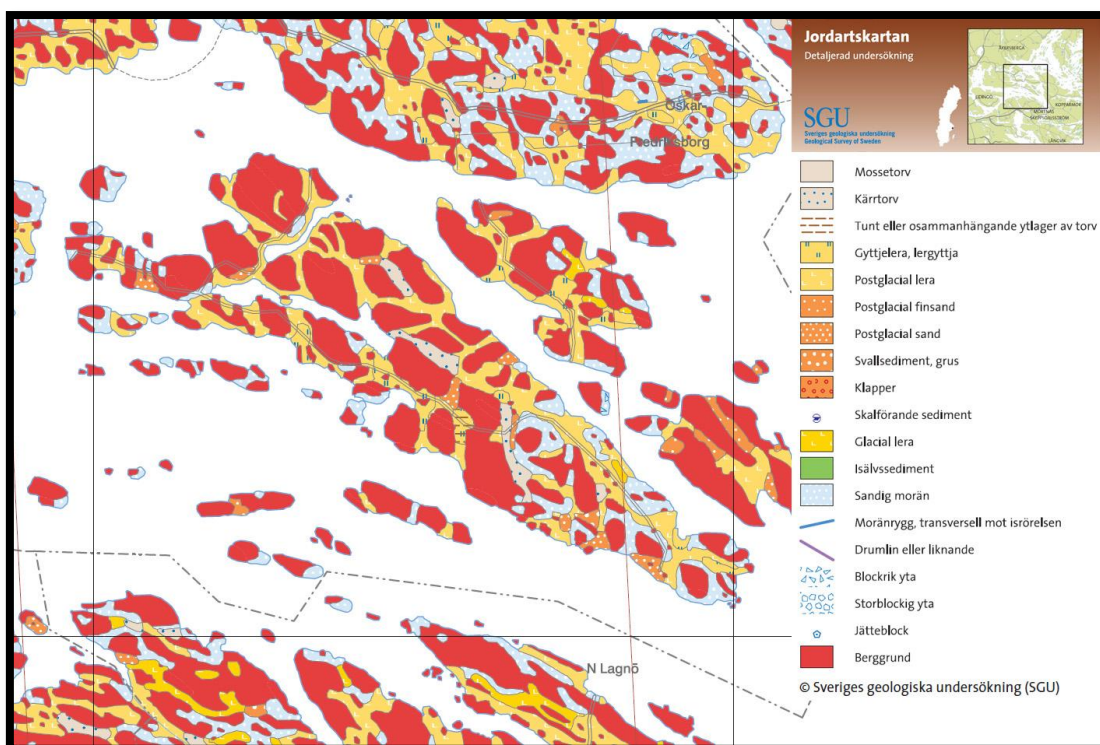 Jordartskartan
Detaljerad undersökning
SGU
Sveriges geologiska undersökning
Geological Survey of Sweden
Mossetorv
Kärrtorv
Tunt eller osammanhängande ytlager av torv
Gyttjelera, lergyttja
Postglacial lera
Postglacial finsand
Postglacial sand
Svallsediment, grus
Klapper
Skalförande sediment
Glacial lera
Isälvssediment
Sandig morän
Moränrygg, transversell mot isrörelsen
Drumlin eller liknande
Blockrik yta
Storblockig yta
Jätteblock
Berggrund
© Sveriges geologiska undersökning (SGU)
Oskar-
Fredriksborg
N Lagnö